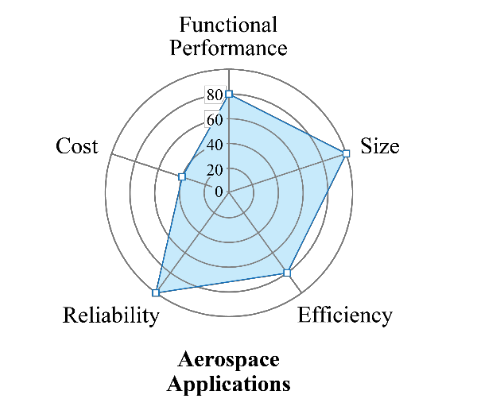 Functional
Performance
80
60
Cost
Size
40
20
0
Reliability
Efficiency
Aerospace
Applications